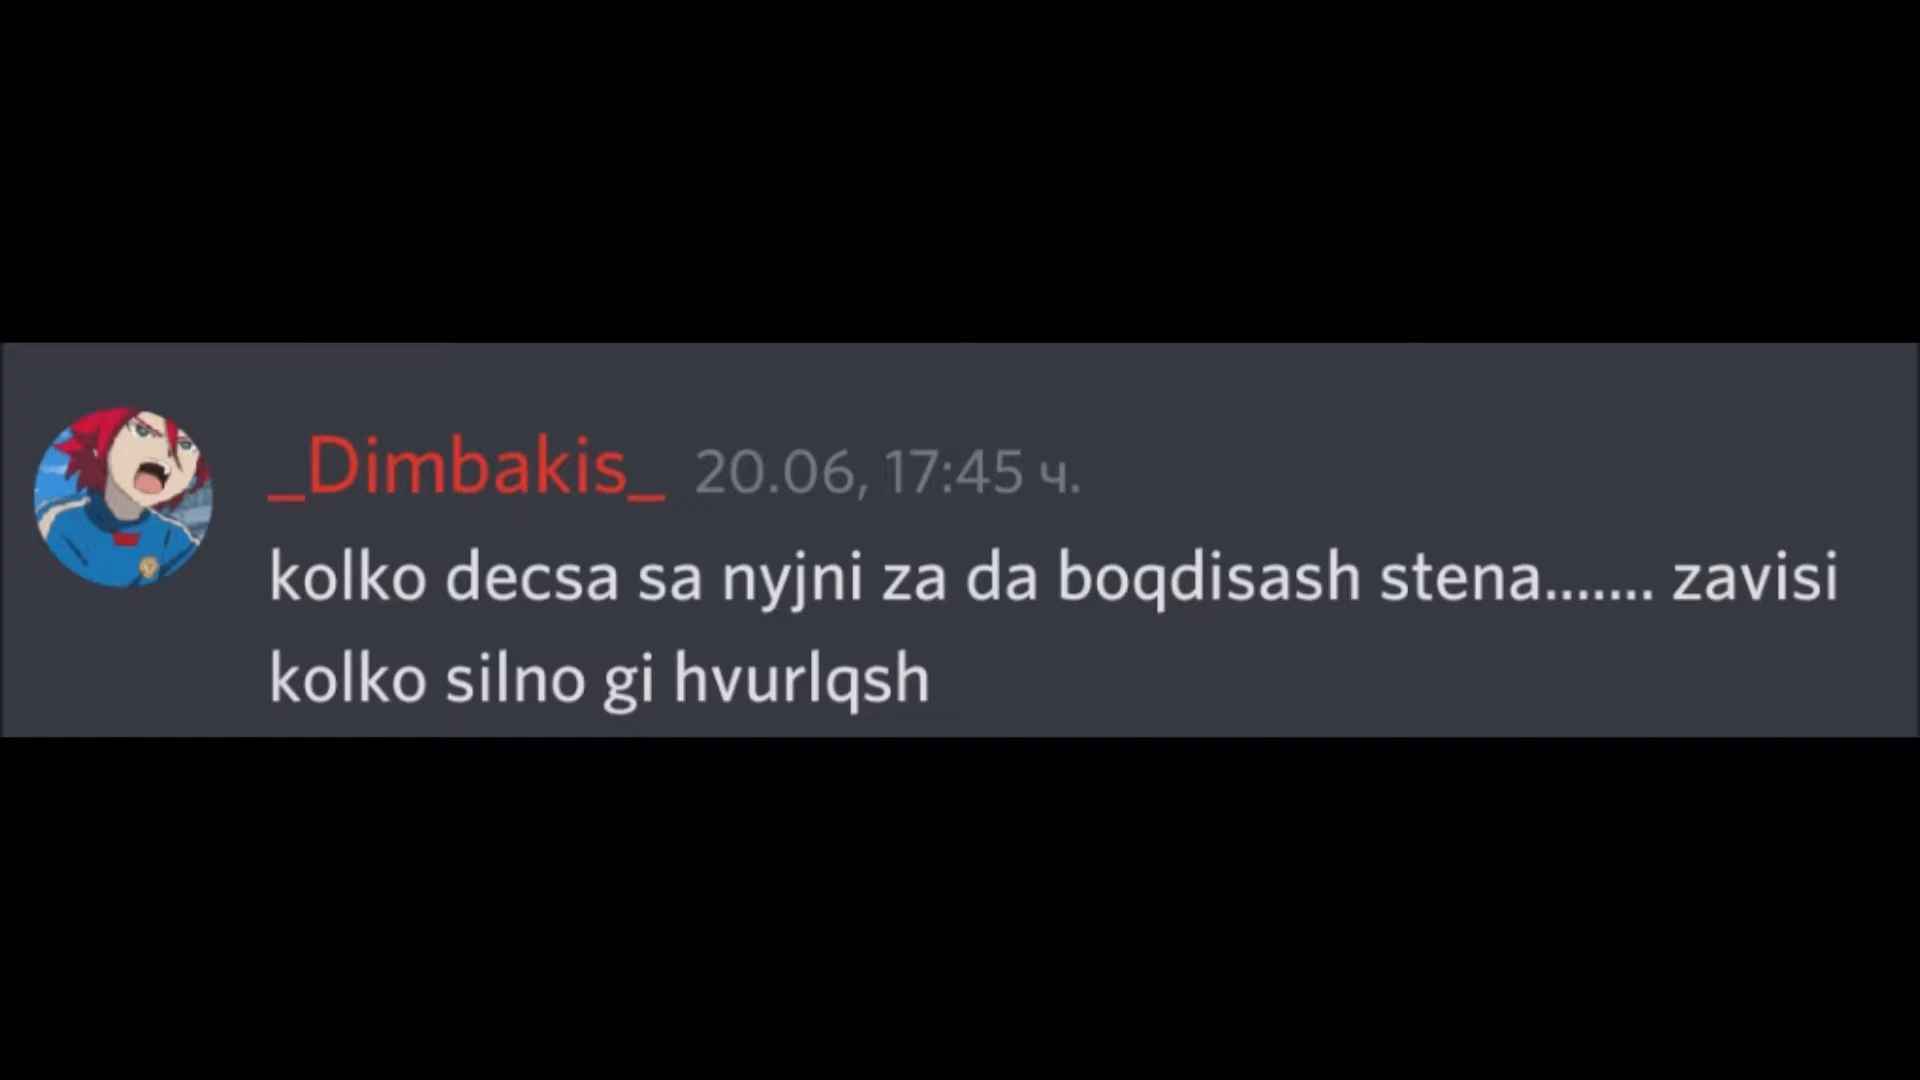 _Dimbakis_ 20.06, 17:45 ч.
kolko decsa sa nyjni za da boqdisash stena....... zavisi
kolko silno gi hvurlqsh